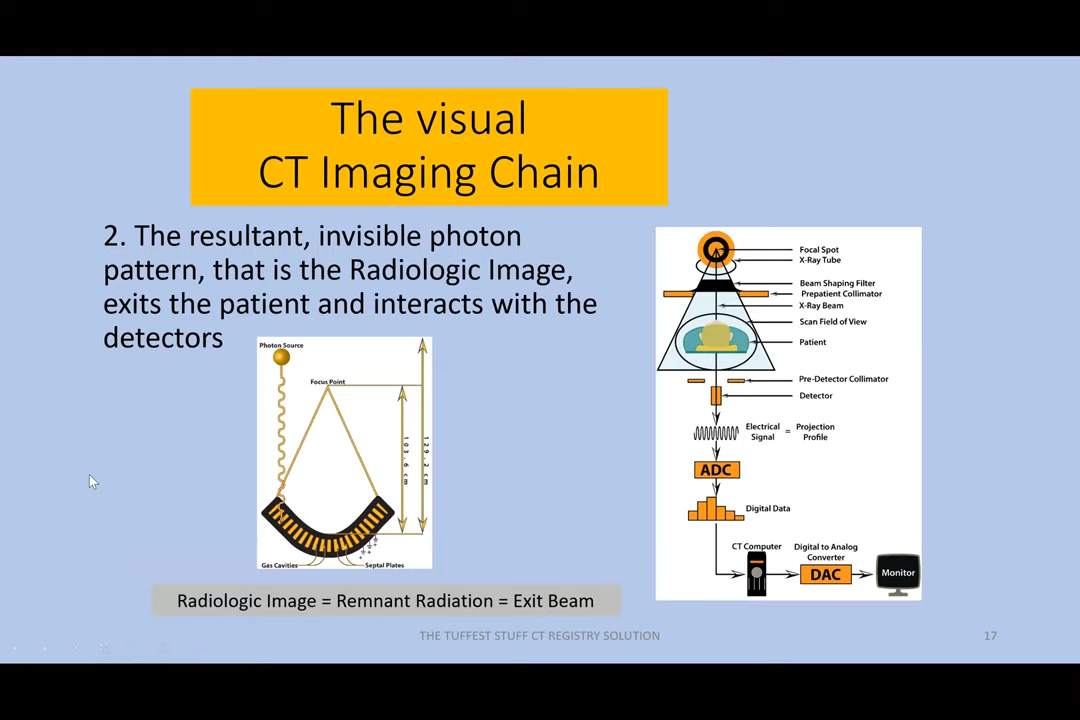 The visual
CT Imaging Chain
2. The resultant, invisible photon
pattern, that is the Radiologic Image,
exits the patient and interacts with the
detectors
Photon Source
Focus Point
103.6 cm
129.2 cm
Gas Cavities
Septal Plates
Radiologic Image = Remnant Radiation = Exit Beam
Focal Spot
X-Ray Tube
Beam Shaping Filter
Prepatient Collimator
X-Ray Beam
Scan Field of View
Patient
Pre-Detector Collimator
Detector
Electrical Signal = Projection Profile
ADC
Digital Data
CT Computer
Digital to Analog
Converter
DAC
Monitor
THE TUFFEST STUFF CT REGISTRY SOLUTION
17